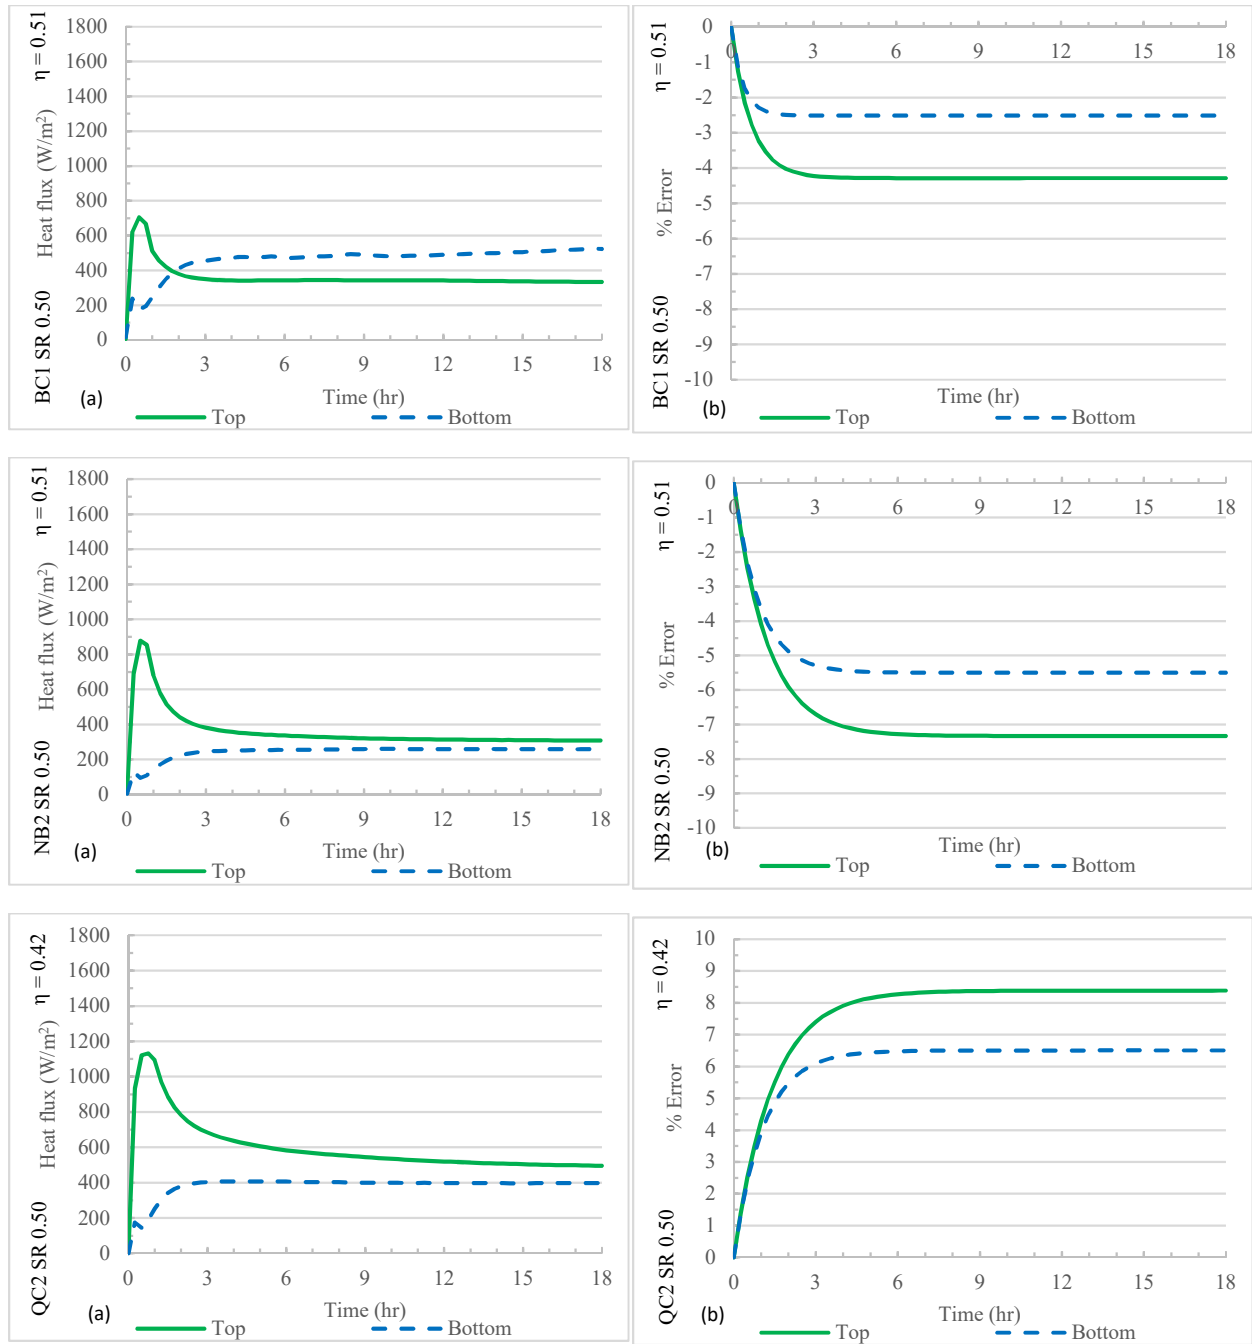 η = 0.51
Heat flux (W/m²)
BC1 SR 0.50
1800
1600
1400
1200
1000
800
600
400
200
0
0 3 6 9 12 15 18
Time (hr)
(a)
Top Bottom
η = 0.51
% Error
BC1 SR 0.50
0
-1
-2
-3
-4
-5
-6
-7
-8
-9
-10
0 3 6 9 12 15 18
Time (hr)
(b)
Top Bottom
η = 0.51
Heat flux (W/m²)
NB2 SR 0.50
1800
1600
1400
1200
1000
800
600
400
200
0
0 3 6 9 12 15 18
Time (hr)
(a)
Top Bottom
η = 0.51
% Error
NB2 SR 0.50
0
-1
-2
-3
-4
-5
-6
-7
-8
-9
-10
0 3 6 9 12 15 18
Time (hr)
(b)
Top Bottom
η = 0.42
Heat flux (W/m²)
QC2 SR 0.50
1800
1600
1400
1200
1000
800
600
400
200
0
0 3 6 9 12 15 18
Time (hr)
(a)
Top Bottom
η = 0.42
% Error
QC2 SR 0.50
10
9
8
7
6
5
4
3
2
1
0
0 3 6 9 12 15 18
Time (hr)
(b)
Top Bottom